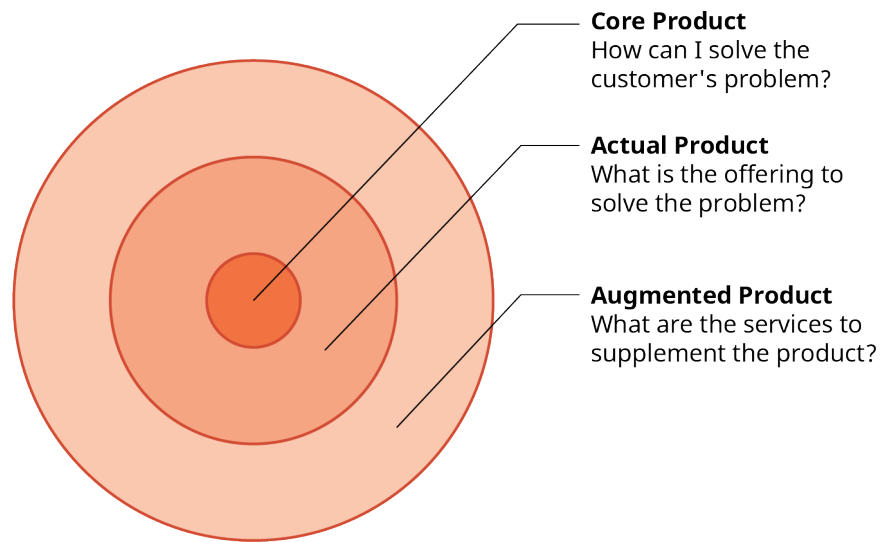 Core Product
How can I solve the
customer's problem?
Actual Product
What is the offering to
solve the problem?
Augmented Product
What are the services to
supplement the product?